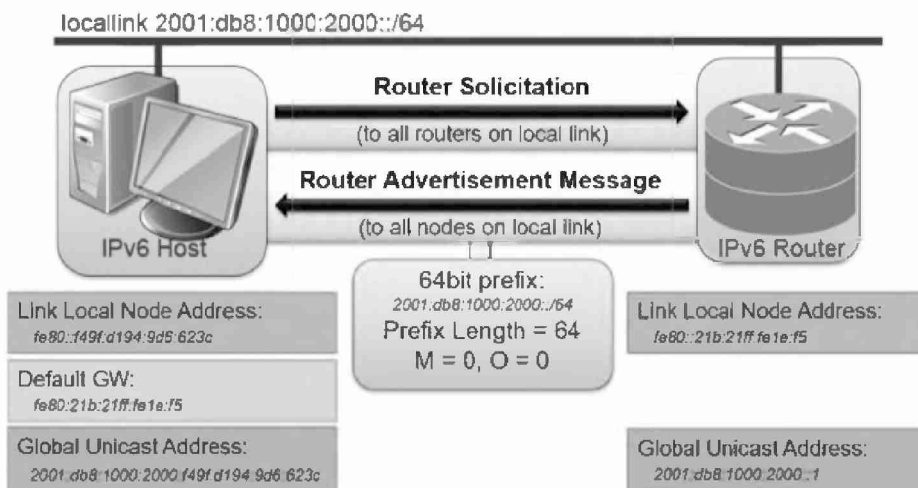 locallink 2001:db8:1000:2000::/64
Router Solicitation
(to all routers on local link)
Router Advertisement Message
(to all nodes on local link)
IPv6 Host
IPv6 Router
64bit prefix:
2001:db8:1000:2000::/64
Prefix Length = 64
M = 0, O = 0
Link Local Node Address:
fe80::f49f:d194:9d6:623c
Default GW:
fe80:21b:21ff:fe1e:f5
Global Unicast Address:
2001:db8:1000:2000:f49f:d194:9d6:623c
Link Local Node Address:
fe80::21b:21ff:fe1e:f5
Global Unicast Address:
2001:db8:1000:2000::1